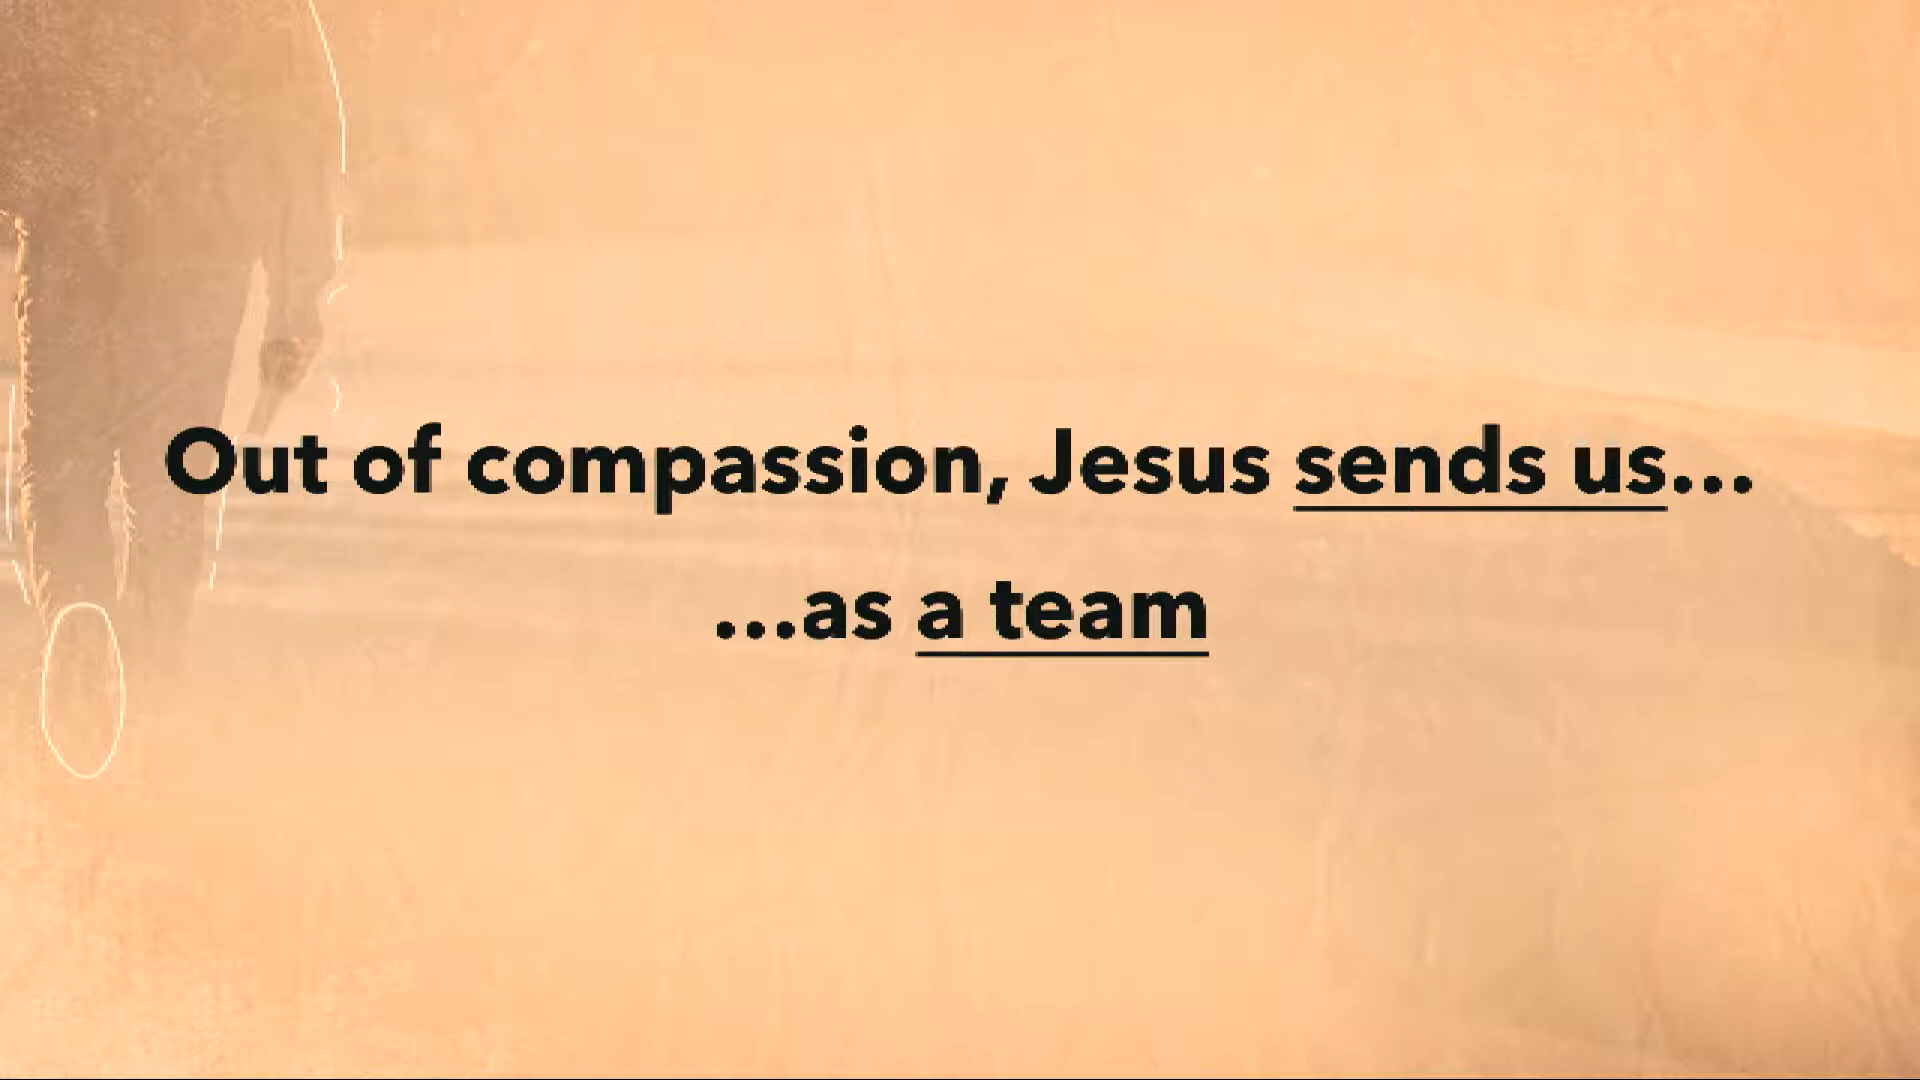 Out of compassion, Jesus sends us...
...as a team